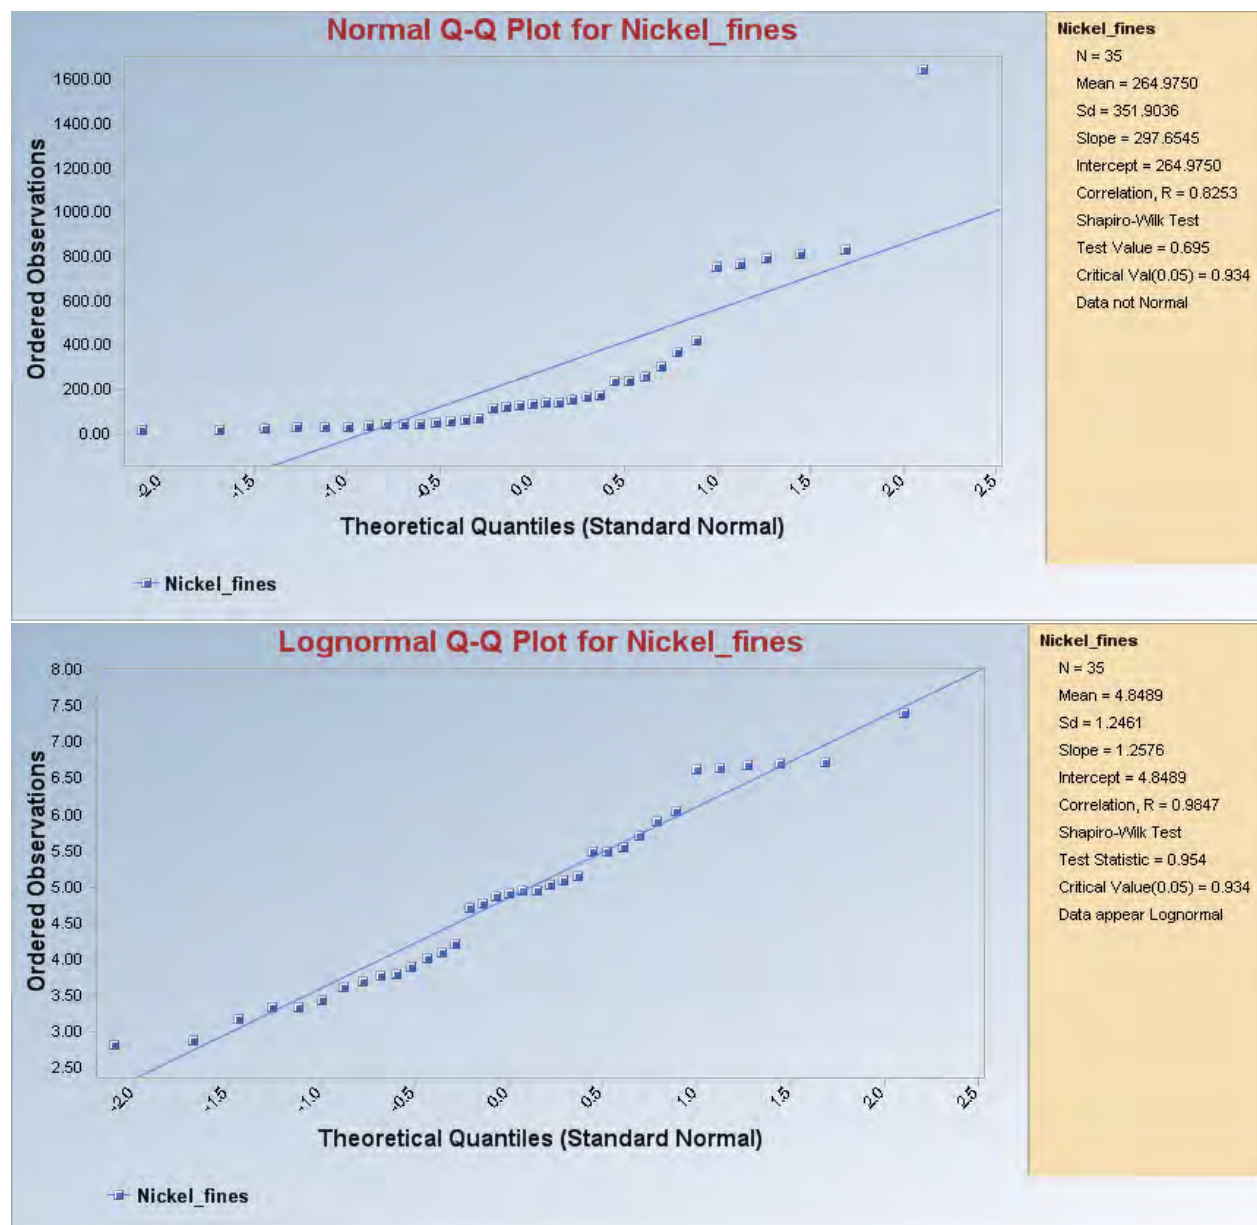 Normal Q-Q Plot for Nickel_fines
Ordered Observations
1600.00
1400.00
1200.00
1000.00
800.00
600.00
400.00
200.00
0.00
-2.0 -1.5 -1.0 -0.5 0.0 0.5 1.0 1.5 2.0 2.5
Theoretical Quantiles (Standard Normal)
Nickel_fines
Nickel_fines
N = 35
Mean = 264.9750
Sd = 351.9036
Slope = 297.6545
Intercept = 264.9750
Correlation, R = 0.8253
Shapiro-Wilk Test
Test Value = 0.695
Critical Val(0.05) = 0.934
Data not Normal
Lognormal Q-Q Plot for Nickel_fines
Ordered Observations
8.00
7.50
7.00
6.50
6.00
5.50
5.00
4.50
4.00
3.50
3.00
2.50
-2.0 -1.5 -1.0 -0.5 0.0 0.5 1.0 1.5 2.0 2.5
Theoretical Quantiles (Standard Normal)
Nickel_fines
Nickel_fines
N = 35
Mean = 4.8489
Sd = 1.2461
Slope = 1.2576
Intercept = 4.8489
Correlation, R = 0.9847
Shapiro-Wilk Test
Test Statistic = 0.954
Critical Value(0.05) = 0.934
Data appear Lognormal